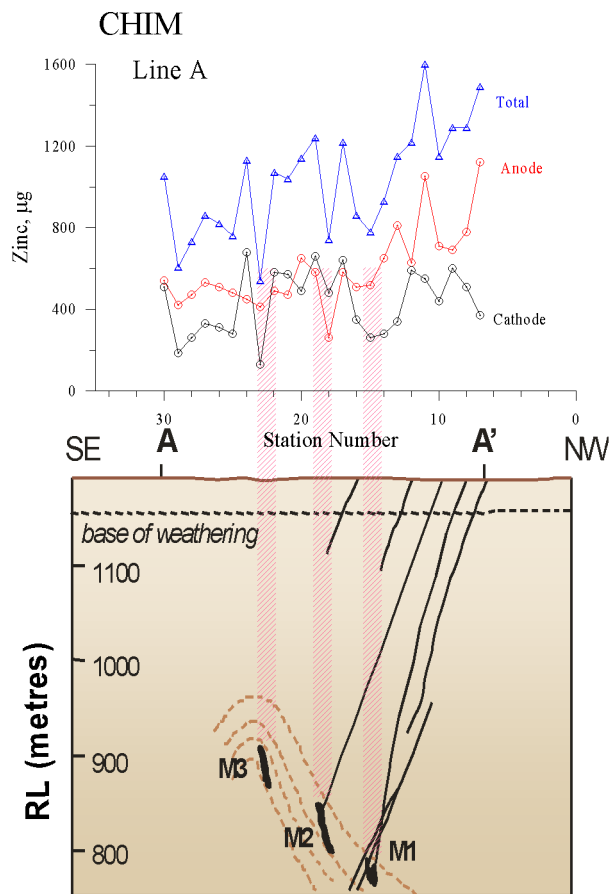 CHIM
Line A
1600
1200
800
400
0
Zinc, µg
Total
Anode
Cathode
30
20
10
0
Station Number
SE
A
A'
NW
base of weathering
1100
1000
900
800
RL (metres)
M3
M2
M1